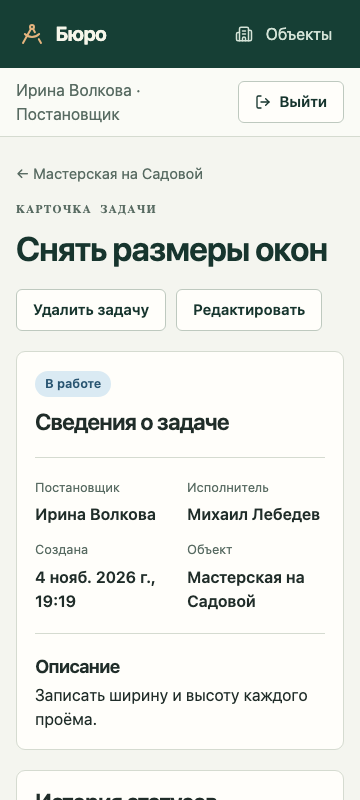 Бюро
Объекты
Ирина Волкова ·
Постановщик
Выйти
← Мастерская на Садовой
КАРТОЧКА ЗАДАЧИ
Снять размеры окон
Удалить задачу
Редактировать
В работе
Сведения о задаче
Постановщик
Исполнитель
Ирина Волкова
Михаил Лебедев
Создана
Объект
4 нояб. 2026 г.,
19:19
Мастерская на
Садовой
Описание
Записать ширину и высоту каждого
проёма.
История статусов